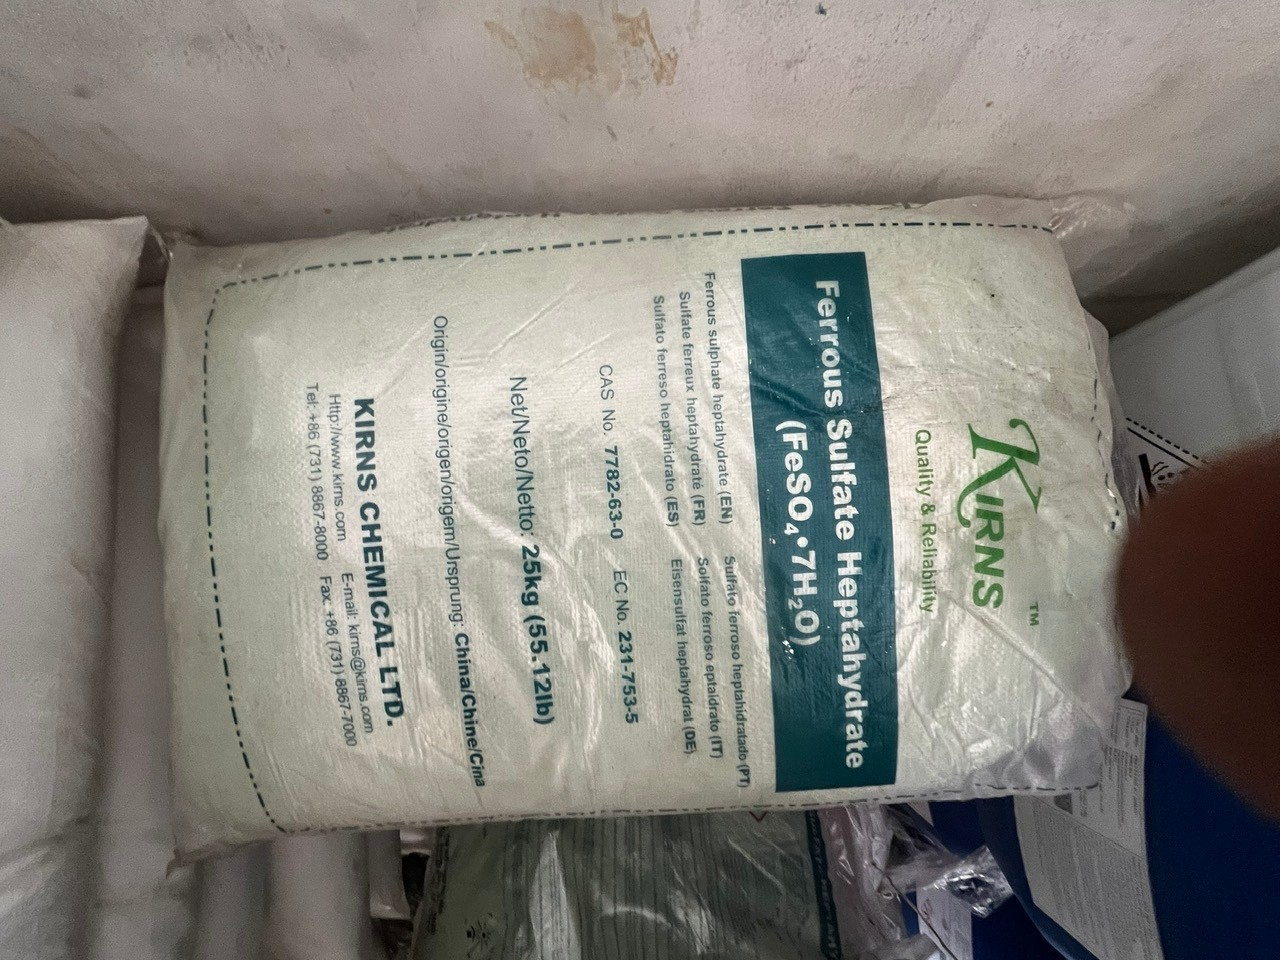 KIRNS™
Quality & Reliability
Ferrous Sulfate Heptahydrate
(FeSO₄•7H₂O)
Ferrous sulphate heptahydrate (EN)
Sulfate ferreux heptahydraté (FR)
Sulfato ferreso heptahidrato (ES)
Sulfato ferroso heptahidratado (PT)
Solfato ferroso eptaidrato (IT)
Eisensulfat heptahydrat (DE)
CAS No. 7782-63-0 EC No. 231-753-5
Net/Neto/Netto: 25kg (55.12lb)
Origin/origine/origen/origem/Ursprung: China/Chine/Cina
KIRNS CHEMICAL LTD.
Http://www.kirns.com E-mail: kirns@kirns.com
Tel: +86 (731) 8867-8000 Fax: +86 (731) 8867-7000